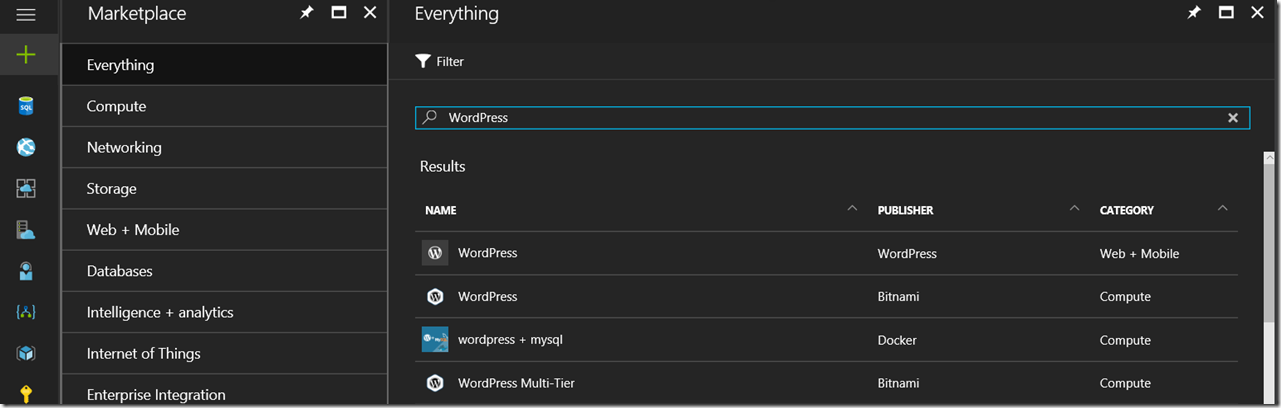 Marketplace
Everything
Compute
Networking
Storage
Web + Mobile
Databases
Intelligence + analytics
Internet of Things
Enterprise Integration
Everything
Filter
WordPress
Results
NAME PUBLISHER CATEGORY
WordPress WordPress Web + Mobile
WordPress Bitnami Compute
wordpress + mysql Docker Compute
WordPress Multi-Tier Bitnami Compute
SQL